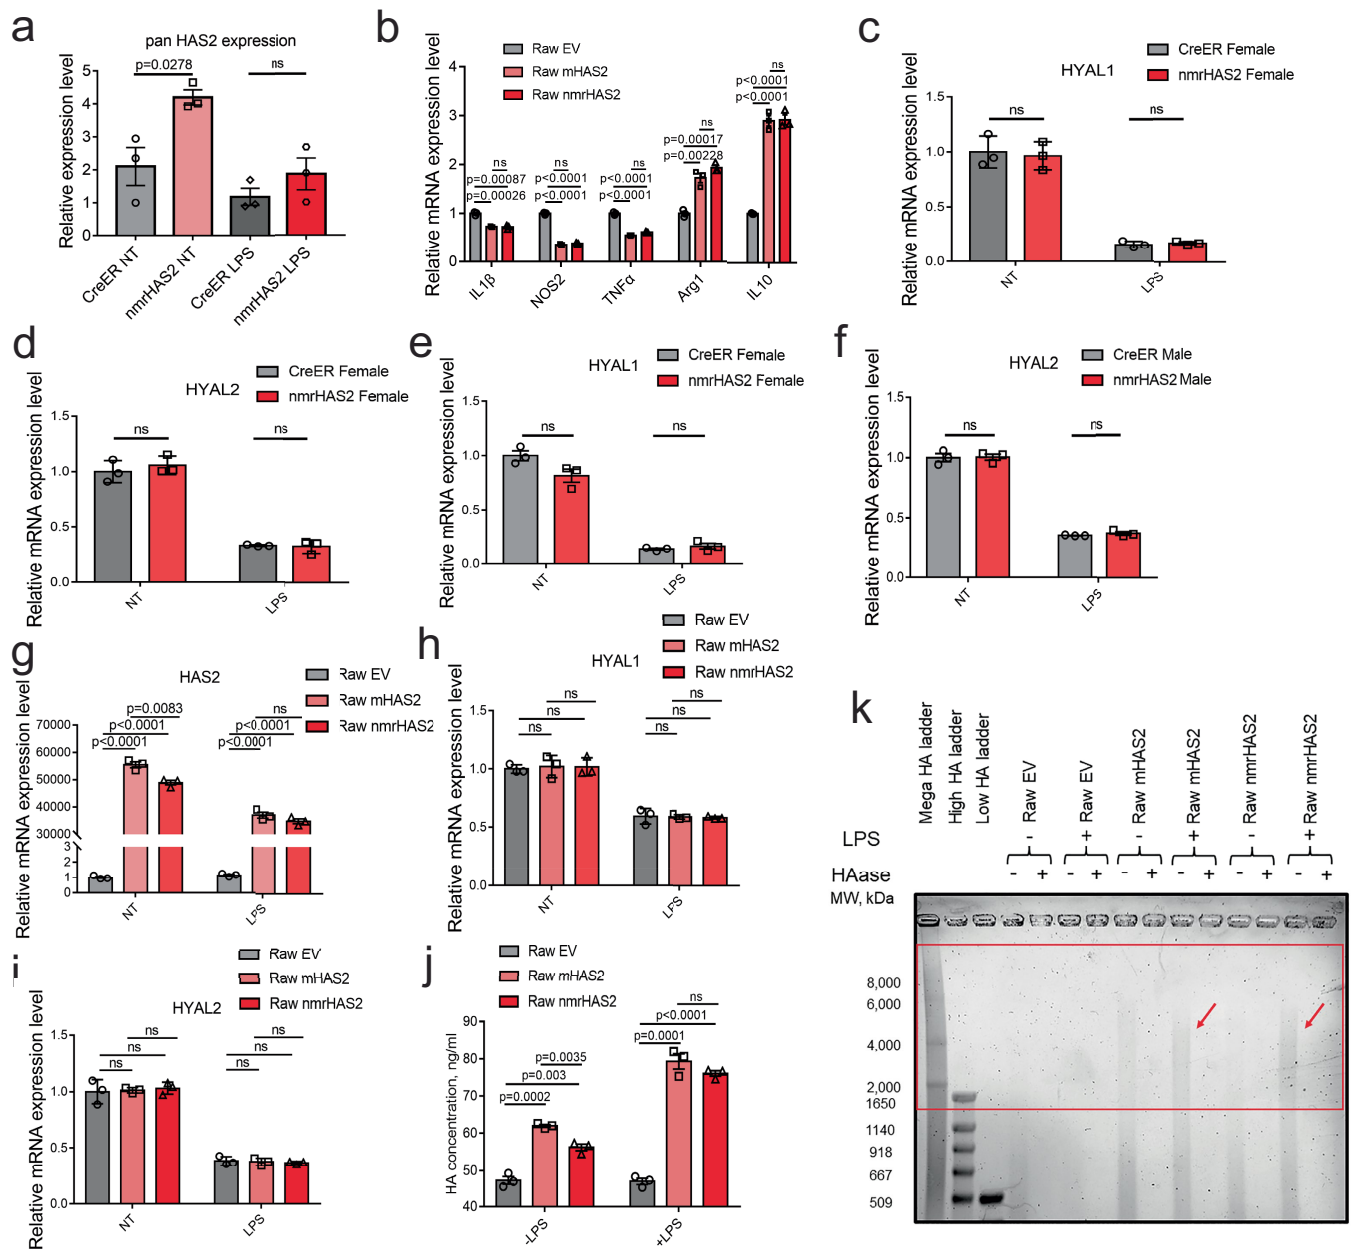 a
pan HAS2 expression
Relative expression level
5
4
3
2
1
0
p=0.0278
ns
CreER NT
nmrHAS2 NT
CreER LPS
nmrHAS2 LPS
b
Raw EV
Raw mHAS2
Raw nmrHAS2
Relative mRNA expression level
4
3
2
1
0
ns
p=0.00087
p=0.00026
ns
p<0.0001
p<0.0001
ns
p<0.0001
p<0.0001
ns
p=0.00017
p=0.00228
ns
p<0.0001
p<0.0001
IL1β
NOS2
TNFα
Arg1
IL10
c
CreER Female
nmrHAS2 Female
HYAL1
Relative mRNA expression level
1.5
1.0
0.5
0.0
ns
ns
NT
LPS
d
CreER Female
nmrHAS2 Female
HYAL2
Relative mRNA expression level
1.5
1.0
0.5
0.0
ns
ns
NT
LPS
e
CreER Female
nmrHAS2 Female
HYAL1
Relative mRNA expression level
1.5
1.0
0.5
0.0
ns
ns
NT
LPS
f
CreER Male
nmrHAS2 Male
HYAL2
Relative mRNA expression level
1.5
1.0
0.5
0.0
ns
ns
NT
LPS
g
HAS2
Raw EV
Raw mHAS2
Raw nmrHAS2
Relative mRNA expression level
70000
60000
50000
40000
30000
3
2
1
0
p=0.0083
p<0.0001
p<0.0001
ns
p<0.0001
p<0.0001
NT
LPS
h
Raw EV
Raw mHAS2
Raw nmrHAS2
HYAL1
Relative mRNA expression level
1.5
1.0
0.5
0.0
ns
ns
ns
ns
ns
ns
NT
LPS
i
Raw EV
Raw mHAS2
Raw nmrHAS2
HYAL2
Relative mRNA expression level
1.5
1.0
0.5
0.0
ns
ns
ns
ns
ns
ns
NT
LPS
j
Raw EV
Raw mHAS2
Raw nmrHAS2
HA concentration, ng/ml
90
80
70
60
50
40
p=0.0035
p=0.003
p=0.0002
ns
p<0.0001
p=0.0001
-LPS
+LPS
k
Mega HA ladder
High HA ladder
Low HA ladder
Raw EV
Raw EV
Raw mHAS2
Raw mHAS2
Raw nmrHAS2
Raw nmrHAS2
LPS - + - + - +
HAase - + - + - + - + - + - +
MW, kDa
8,000
6,000
4,000
2,000
1650
1140
918
667
509